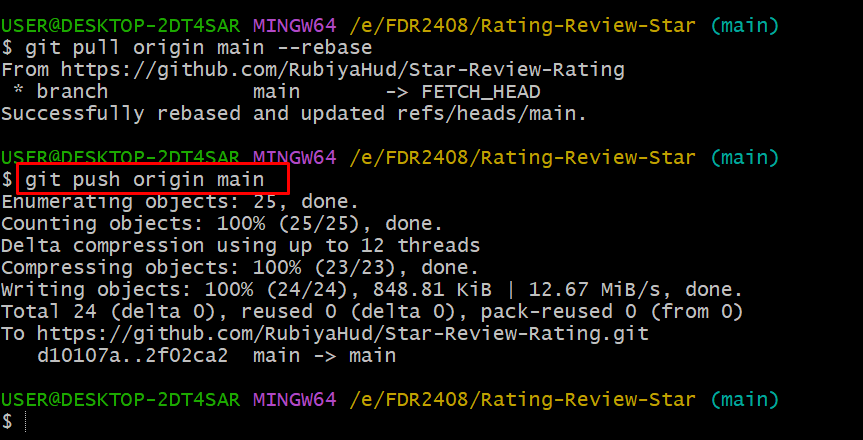 USER@DESKTOP-2DT4SAR MINGW64 /e/FDR2408/Rating-Review-Star (main)
$ git pull origin main --rebase
From https://github.com/RubiyaHud/Star-Review-Rating
 * branch            main       -> FETCH_HEAD
Successfully rebased and updated refs/heads/main.
USER@DESKTOP-2DT4SAR MINGW64 /e/FDR2408/Rating-Review-Star (main)
$ git push origin main
Enumerating objects: 25, done.
Counting objects: 100% (25/25), done.
Delta compression using up to 12 threads
Compressing objects: 100% (23/23), done.
Writing objects: 100% (24/24), 848.81 KiB | 12.67 MiB/s, done.
Total 24 (delta 0), reused 0 (delta 0), pack-reused 0 (from 0)
To https://github.com/RubiyaHud/Star-Review-Rating.git
   d10107a..2f02ca2  main -> main
USER@DESKTOP-2DT4SAR MINGW64 /e/FDR2408/Rating-Review-Star (main)
$